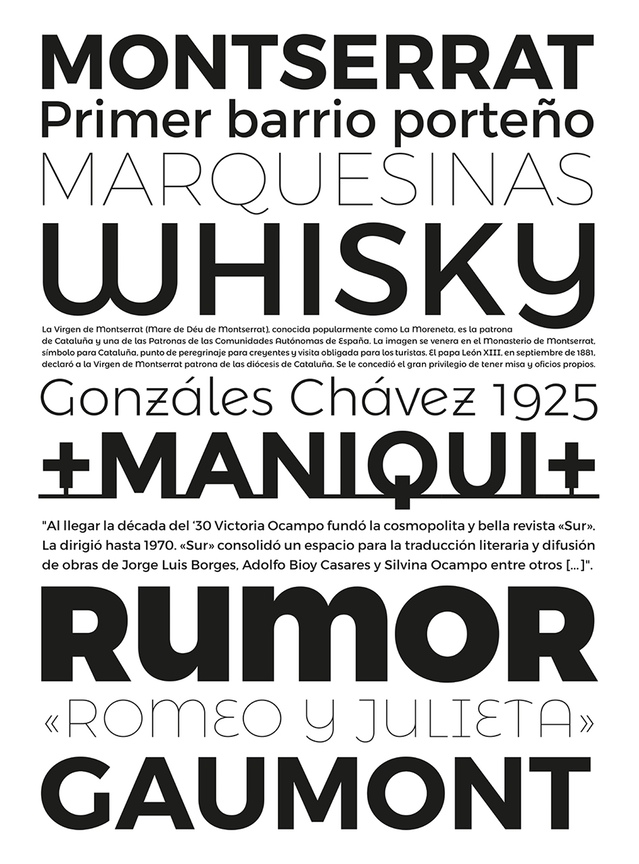 MONTSERRAT
Primer barrio porteño
MARQUESINAS
WHISKY
La Virgen de Montserrat (Mare de Déu de Montserrat), conocida popularmente como La Moreneta, es la patrona
de Cataluña y una de las Patronas de las Comunidades Autónomas de España. La imagen se venera en el Monasterio de Montserrat,
símbolo para Cataluña, punto de peregrinaje para creyentes y visita obligada para los turistas. El papa León XIII, en septiembre de 1881,
declaró a la Virgen de Montserrat patrona de las diócesis de Cataluña. Se le concedió el gran privilegio de tener misa y oficios propios.
Gonzáles Chávez 1925
+MANIQUI+
"Al llegar la década del ‘30 Victoria Ocampo fundó la cosmopolita y bella revista «Sur».
La dirigió hasta 1970. «Sur» consolidó un espacio para la traducción literaria y difusión
de obras de Jorge Luis Borges, Adolfo Bioy Casares y Silvina Ocampo entre otros [...]".
RUMOR
«ROMEO Y JULIETA»
GAUMONT